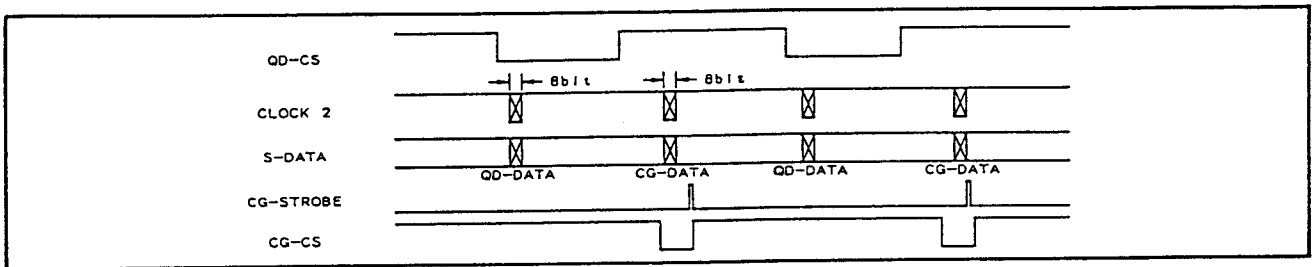 QD-CS
8bit 8bit
CLOCK 2
S-DATA
QD-DATA CG-DATA QD-DATA CG-DATA
CG-STROBE
CG-CS